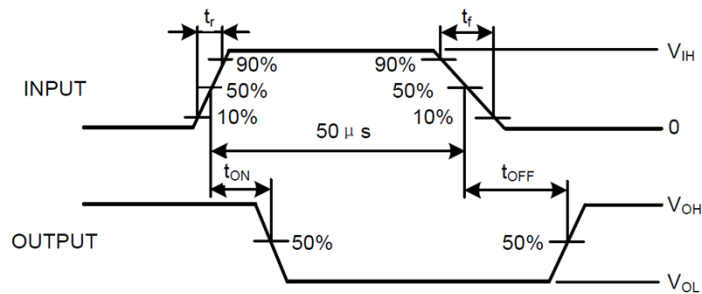 tr
tf
90%
90%
VIH
INPUT
50%
50%
10%
10%
50 μ s
0
tON
tOFF
VOH
OUTPUT
50%
50%
VOL